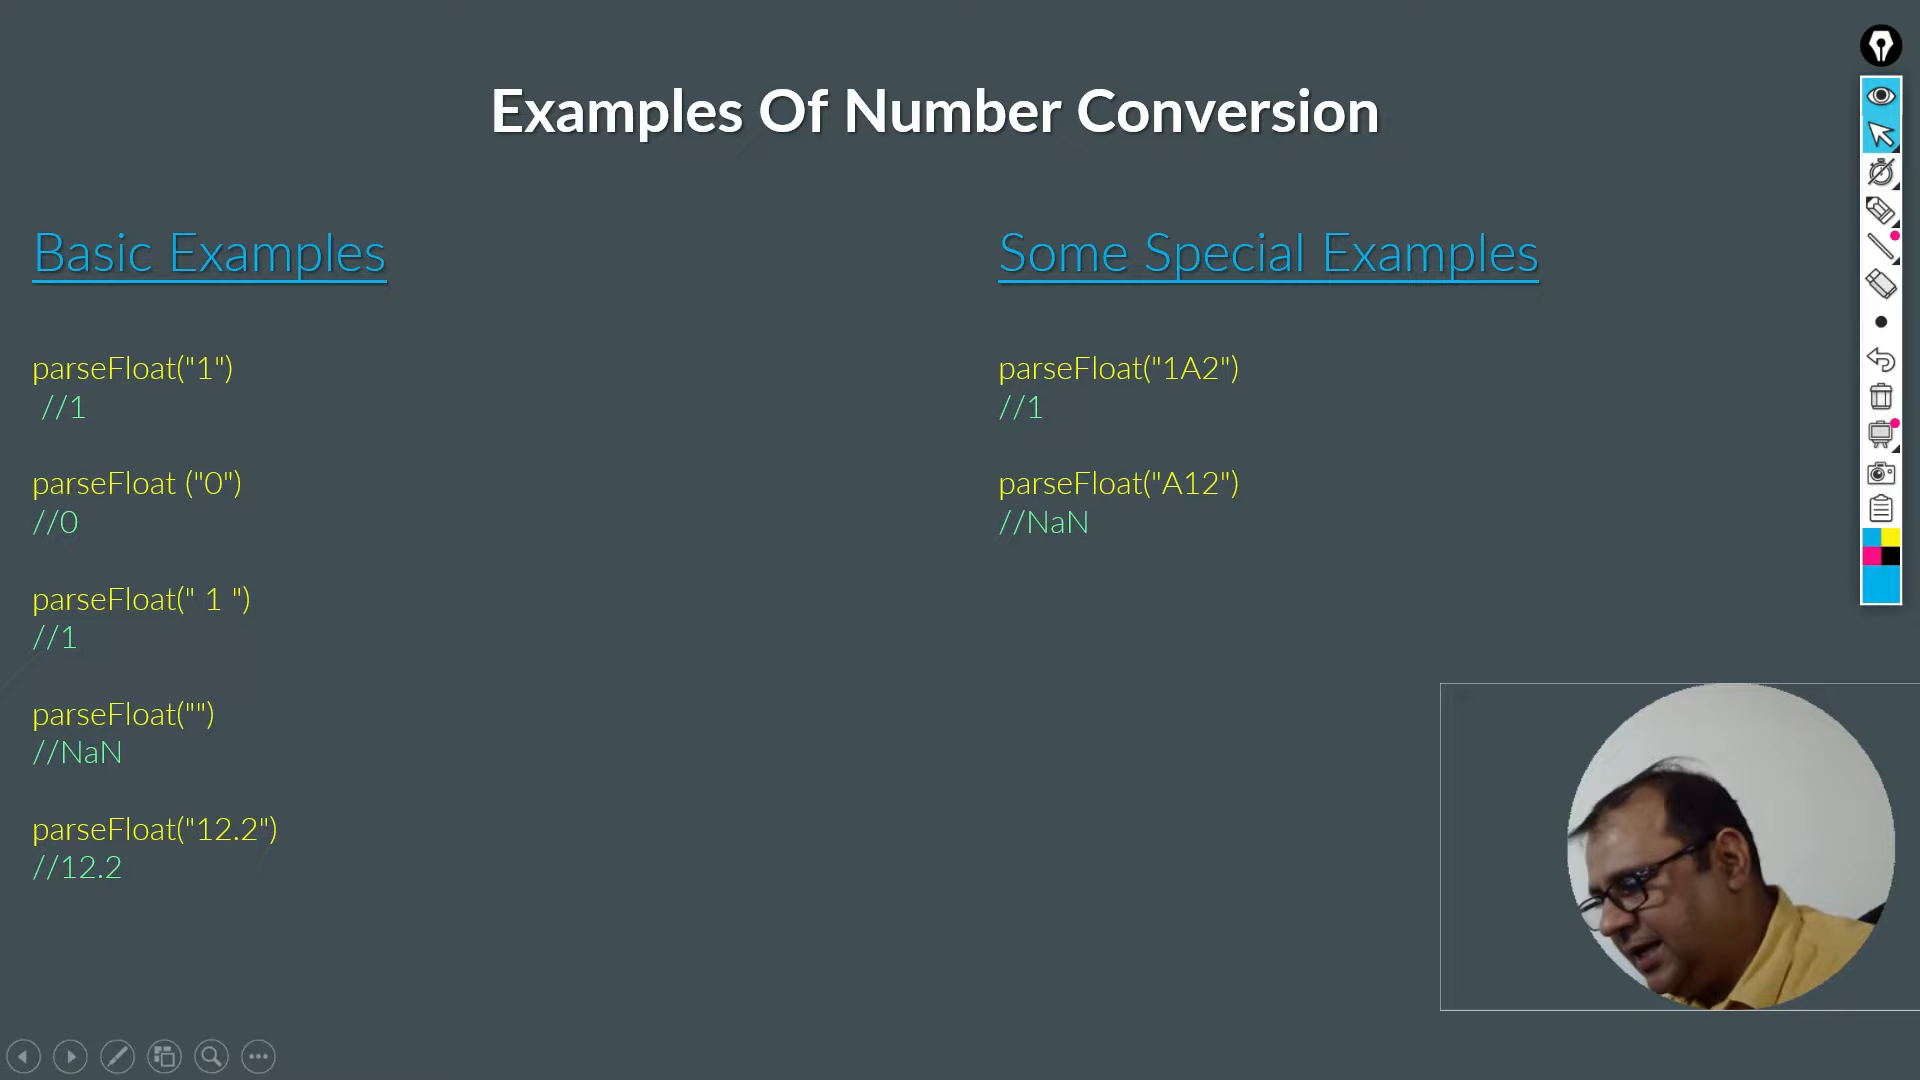 Examples Of Number Conversion
Basic Examples
parseFloat("1")
//1
parseFloat ("0")
//0
parseFloat(" 1 ")
//1
parseFloat("")
//NaN
parseFloat("12.2")
//12.2
Some Special Examples
parseFloat("1A2")
//1
parseFloat("A12")
//NaN